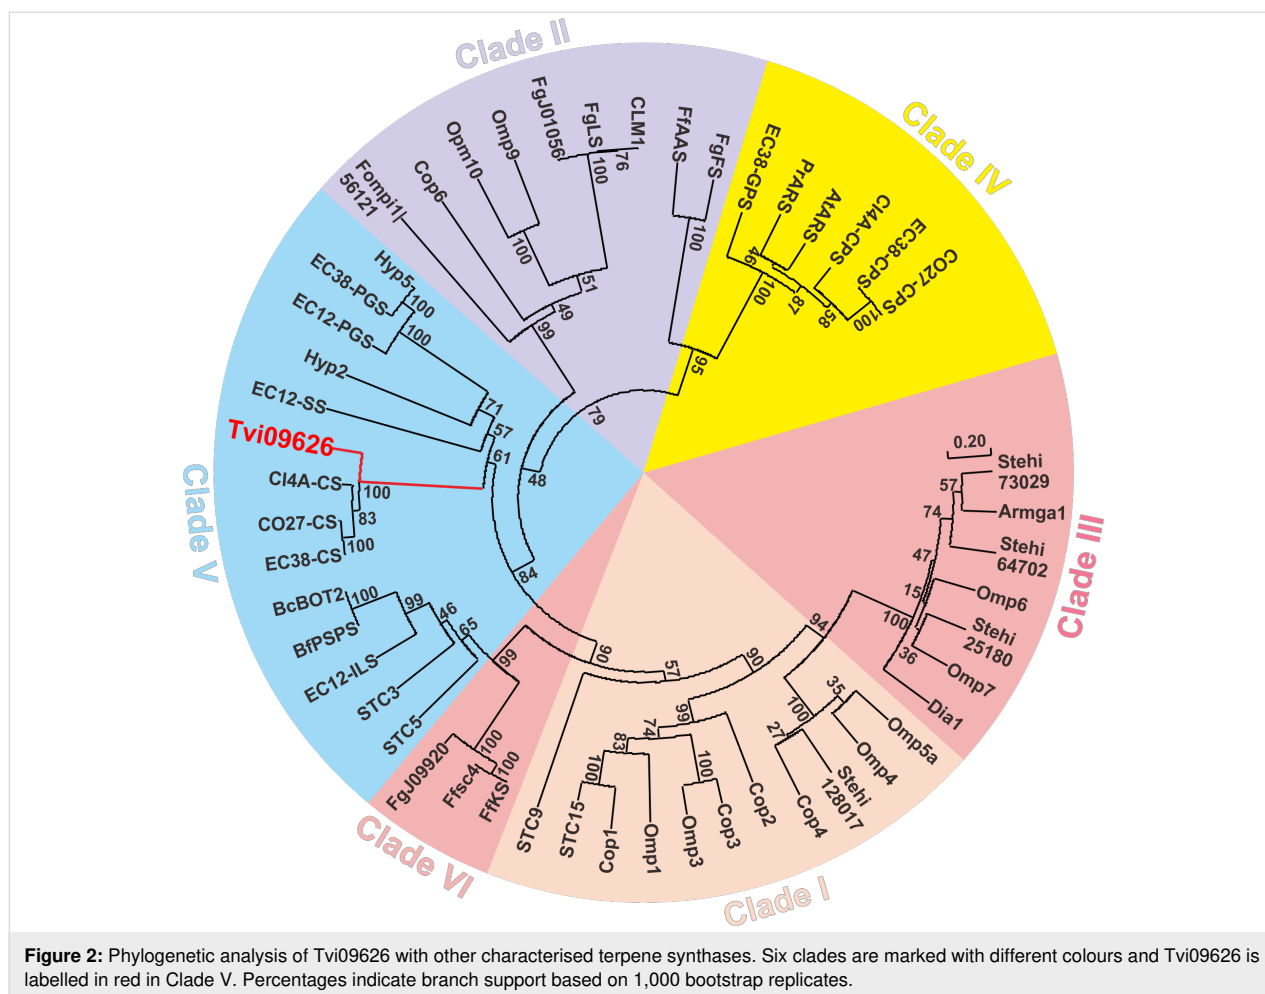 Clade II
FgJ01056
FgLS
CLM1
Omp9
Opm10
Cop6
Fompi1
56121
76
100
100
51
49
99
79
FfAAS
FgFS
100
Clade IV
EC38-GPS
PrARS
AtARS
CI4A-CPS
EC38-CPS
CO27-CPS
46
100
87
58
100
95
Clade III
0.20
Stehi
73029
Armga1
Stehi
64702
Omp6
Stehi
25180
Omp7
Dia1
57
74
47
15
100
36
94
Clade I
Omp5a
Omp4
Stehi
128017
Cop4
Cop2
Cop3
Omp3
Omp1
Cop1
STC15
STC9
35
100
27
90
99
74
83
100
100
57
90
Clade VI
FfKS
Ffsc4
FgJ09920
100
100
99
Clade V
Hyp5
EC38-PGS
EC12-PGS
Hyp2
EC12-SS
Tvi09626
CI4A-CS
CO27-CS
EC38-CS
BcBOT2
BfPSPS
EC12-ILS
STC3
STC5
100
100
71
57
61
100
83
100
100
99
46
65
48
84
Figure 2: Phylogenetic analysis of Tvi09626 with other characterised terpene synthases. Six clades are marked with different colours and Tvi09626 is
labelled in red in Clade V. Percentages indicate branch support based on 1,000 bootstrap replicates.